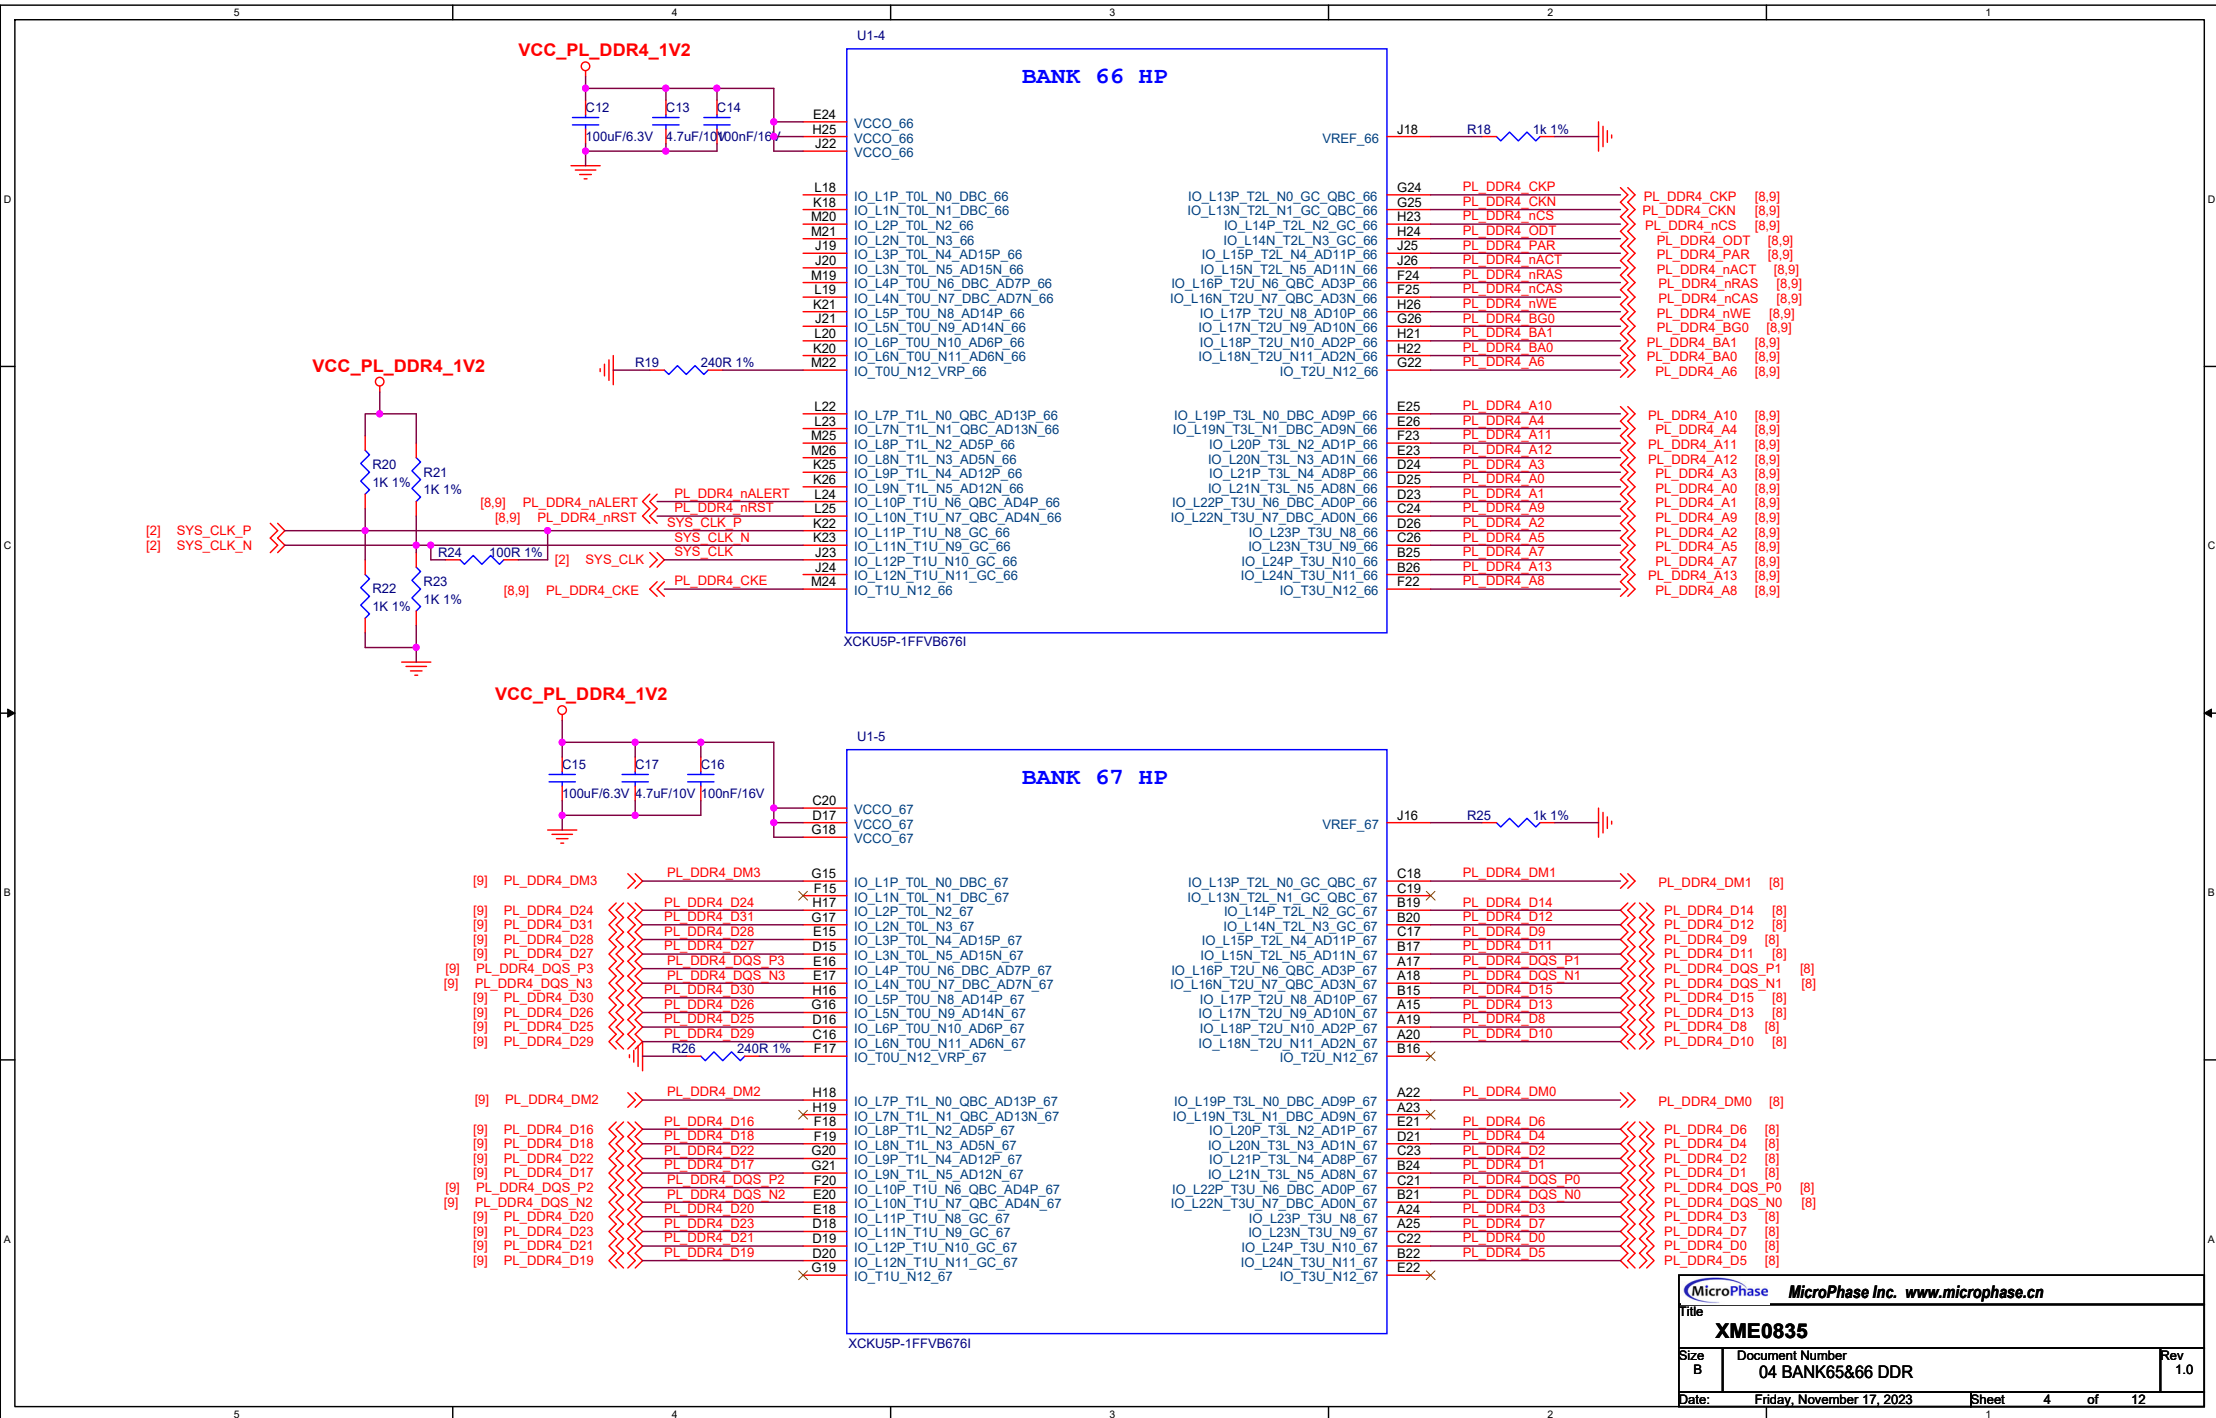 5 4 3 2 1
U1-4
VCC_PL_DDR4_1V2
BANK 66 HP
C12 C13 C14
100uF/6.3V 4.7uF/10V 100nF/16V
E24 VCCO_66
H25 VCCO_66
J22 VCCO_66
VREF_66 J18 R18 1k 1%
D D
L18 IO_L1P_T0L_N0_DBC_66
K18 IO_L1N_T0L_N1_DBC_66
M20 IO_L2P_T0L_N2_66
M21 IO_L2N_T0L_N3_66
J19 IO_L3P_T0L_N4_AD15P_66
J20 IO_L3N_T0L_N5_AD15N_66
M19 IO_L4P_T0U_N6_DBC_AD7P_66
L19 IO_L4N_T0U_N7_DBC_AD7N_66
K21 IO_L5P_T0U_N8_AD14P_66
J21 IO_L5N_T0U_N9_AD14N_66
L20 IO_L6P_T0U_N10_AD6P_66
K20 IO_L6N_T0U_N11_AD6N_66
R19 240R 1% M22 IO_T0U_N12_VRP_66
IO_L13P_T2L_N0_GC_QBC_66 G24 PL_DDR4_CKP PL_DDR4_CKP [8,9]
IO_L13N_T2L_N1_GC_QBC_66 G25 PL_DDR4_CKN PL_DDR4_CKN [8,9]
IO_L14P_T2L_N2_GC_66 H23 PL_DDR4_nCS PL_DDR4_nCS [8,9]
IO_L14N_T2L_N3_GC_66 H24 PL_DDR4_ODT PL_DDR4_ODT [8,9]
IO_L15P_T2L_N4_AD11P_66 J25 PL_DDR4_PAR PL_DDR4_PAR [8,9]
IO_L15N_T2L_N5_AD11N_66 J26 PL_DDR4_nACT PL_DDR4_nACT [8,9]
IO_L16P_T2U_N6_QBC_AD3P_66 F24 PL_DDR4_nRAS PL_DDR4_nRAS [8,9]
IO_L16N_T2U_N7_QBC_AD3N_66 F25 PL_DDR4_nCAS PL_DDR4_nCAS [8,9]
IO_L17P_T2U_N8_AD10P_66 H26 PL_DDR4_nWE PL_DDR4_nWE [8,9]
IO_L17N_T2U_N9_AD10N_66 G26 PL_DDR4_BG0 PL_DDR4_BG0 [8,9]
IO_L18P_T2U_N10_AD2P_66 H21 PL_DDR4_BA1 PL_DDR4_BA1 [8,9]
IO_L18N_T2U_N11_AD2N_66 H22 PL_DDR4_BA0 PL_DDR4_BA0 [8,9]
IO_T2U_N12_66 G22 PL_DDR4_A6 PL_DDR4_A6 [8,9]
VCC_PL_DDR4_1V2
R20 1K 1%
R21 1K 1%
L22 IO_L7P_T1L_N0_QBC_AD13P_66
L23 IO_L7N_T1L_N1_QBC_AD13N_66
M25 IO_L8P_T1L_N2_AD5P_66
M26 IO_L8N_T1L_N3_AD5N_66
K25 IO_L9P_T1L_N4_AD12P_66
K26 IO_L9N_T1L_N5_AD12N_66
[8,9] PL_DDR4_nALERT PL_DDR4_nALERT L24 IO_L10P_T1U_N6_QBC_AD4P_66
[8,9] PL_DDR4_nRST PL_DDR4_nRST L25 IO_L10N_T1U_N7_QBC_AD4N_66
[2] SYS_CLK_P SYS_CLK_P K22 IO_L11P_T1U_N8_GC_66
[2] SYS_CLK_N SYS_CLK_N K23 IO_L11N_T1U_N9_GC_66
R24 100R 1% [2] SYS_CLK SYS_CLK J23 IO_L12P_T1U_N10_GC_66
J24 IO_L12N_T1U_N11_GC_66
[8,9] PL_DDR4_CKE PL_DDR4_CKE M24 IO_T1U_N12_66
R22 1K 1%
R23 1K 1%
C C
IO_L19P_T3L_N0_DBC_AD9P_66 E25 PL_DDR4_A10 PL_DDR4_A10 [8,9]
IO_L19N_T3L_N1_DBC_AD9N_66 E26 PL_DDR4_A4 PL_DDR4_A4 [8,9]
IO_L20P_T3L_N2_AD1P_66 F23 PL_DDR4_A11 PL_DDR4_A11 [8,9]
IO_L20N_T3L_N3_AD1N_66 E23 PL_DDR4_A12 PL_DDR4_A12 [8,9]
IO_L21P_T3L_N4_AD8P_66 D24 PL_DDR4_A3 PL_DDR4_A3 [8,9]
IO_L21N_T3L_N5_AD8N_66 D25 PL_DDR4_A0 PL_DDR4_A0 [8,9]
IO_L22P_T3U_N6_DBC_AD0P_66 D23 PL_DDR4_A1 PL_DDR4_A1 [8,9]
IO_L22N_T3U_N7_DBC_AD0N_66 C24 PL_DDR4_A9 PL_DDR4_A9 [8,9]
IO_L23P_T3U_N8_66 D26 PL_DDR4_A2 PL_DDR4_A2 [8,9]
IO_L23N_T3U_N9_66 C26 PL_DDR4_A5 PL_DDR4_A5 [8,9]
IO_L24P_T3U_N10_66 B25 PL_DDR4_A7 PL_DDR4_A7 [8,9]
IO_L24N_T3U_N11_66 B26 PL_DDR4_A13 PL_DDR4_A13 [8,9]
IO_T3U_N12_66 F22 PL_DDR4_A8 PL_DDR4_A8 [8,9]
XCKU5P-1FFVB676I
VCC_PL_DDR4_1V2
U1-5
BANK 67 HP
C15 C17 C16
100uF/6.3V 4.7uF/10V 100nF/16V
C20 VCCO_67
D17 VCCO_67
G18 VCCO_67
VREF_67 J16 R25 1k 1%
B B
[9] PL_DDR4_DM3 PL_DDR4_DM3 G15 IO_L1P_T0L_N0_DBC_67
F15 IO_L1N_T0L_N1_DBC_67
[9] PL_DDR4_D24 PL_DDR4_D24 H17 IO_L2P_T0L_N2_67
[9] PL_DDR4_D31 PL_DDR4_D31 G17 IO_L2N_T0L_N3_67
[9] PL_DDR4_D28 PL_DDR4_D28 E15 IO_L3P_T0L_N4_AD15P_67
[9] PL_DDR4_D27 PL_DDR4_D27 D15 IO_L3N_T0L_N5_AD15N_67
[9] PL_DDR4_DQS_P3 PL_DDR4_DQS_P3 E16 IO_L4P_T0U_N6_DBC_AD7P_67
[9] PL_DDR4_DQS_N3 PL_DDR4_DQS_N3 E17 IO_L4N_T0U_N7_DBC_AD7N_67
[9] PL_DDR4_D30 PL_DDR4_D30 H16 IO_L5P_T0U_N8_AD14P_67
[9] PL_DDR4_D26 PL_DDR4_D26 G16 IO_L5N_T0U_N9_AD14N_67
[9] PL_DDR4_D25 PL_DDR4_D25 D16 IO_L6P_T0U_N10_AD6P_67
[9] PL_DDR4_D29 PL_DDR4_D29 C16 IO_L6N_T0U_N11_AD6N_67
R26 240R 1% F17 IO_T0U_N12_VRP_67
IO_L13P_T2L_N0_GC_QBC_67 C18 PL_DDR4_DM1 PL_DDR4_DM1 [8]
IO_L13N_T2L_N1_GC_QBC_67 C19
IO_L14P_T2L_N2_GC_67 B19 PL_DDR4_D14 PL_DDR4_D14 [8]
IO_L14N_T2L_N3_GC_67 B20 PL_DDR4_D12 PL_DDR4_D12 [8]
IO_L15P_T2L_N4_AD11P_67 C17 PL_DDR4_D9 PL_DDR4_D9 [8]
IO_L15N_T2L_N5_AD11N_67 B17 PL_DDR4_D11 PL_DDR4_D11 [8]
IO_L16P_T2U_N6_QBC_AD3P_67 A17 PL_DDR4_DQS_P1 PL_DDR4_DQS_P1 [8]
IO_L16N_T2U_N7_QBC_AD3N_67 A18 PL_DDR4_DQS_N1 PL_DDR4_DQS_N1 [8]
IO_L17P_T2U_N8_AD10P_67 B15 PL_DDR4_D15 PL_DDR4_D15 [8]
IO_L17N_T2U_N9_AD10N_67 A15 PL_DDR4_D13 PL_DDR4_D13 [8]
IO_L18P_T2U_N10_AD2P_67 A19 PL_DDR4_D8 PL_DDR4_D8 [8]
IO_L18N_T2U_N11_AD2N_67 A20 PL_DDR4_D10 PL_DDR4_D10 [8]
IO_T2U_N12_67 B16
[9] PL_DDR4_DM2 PL_DDR4_DM2 H18 IO_L7P_T1L_N0_QBC_AD13P_67
H19 IO_L7N_T1L_N1_QBC_AD13N_67
[9] PL_DDR4_D16 PL_DDR4_D16 F18 IO_L8P_T1L_N2_AD5P_67
[9] PL_DDR4_D18 PL_DDR4_D18 F19 IO_L8N_T1L_N3_AD5N_67
[9] PL_DDR4_D22 PL_DDR4_D22 G20 IO_L9P_T1L_N4_AD12P_67
[9] PL_DDR4_D17 PL_DDR4_D17 G21 IO_L9N_T1L_N5_AD12N_67
[9] PL_DDR4_DQS_P2 PL_DDR4_DQS_P2 F20 IO_L10P_T1U_N6_QBC_AD4P_67
[9] PL_DDR4_DQS_N2 PL_DDR4_DQS_N2 E20 IO_L10N_T1U_N7_QBC_AD4N_67
[9] PL_DDR4_D20 PL_DDR4_D20 E18 IO_L11P_T1U_N8_GC_67
[9] PL_DDR4_D23 PL_DDR4_D23 D18 IO_L11N_T1U_N9_GC_67
[9] PL_DDR4_D21 PL_DDR4_D21 D19 IO_L12P_T1U_N10_GC_67
[9] PL_DDR4_D19 PL_DDR4_D19 D20 IO_L12N_T1U_N11_GC_67
G19 IO_T1U_N12_67
IO_L19P_T3L_N0_DBC_AD9P_67 A22 PL_DDR4_DM0 PL_DDR4_DM0 [8]
IO_L19N_T3L_N1_DBC_AD9N_67 A23
IO_L20P_T3L_N2_AD1P_67 E21 PL_DDR4_D6 PL_DDR4_D6 [8]
IO_L20N_T3L_N3_AD1N_67 D21 PL_DDR4_D4 PL_DDR4_D4 [8]
IO_L21P_T3L_N4_AD8P_67 C23 PL_DDR4_D2 PL_DDR4_D2 [8]
IO_L21N_T3L_N5_AD8N_67 B24 PL_DDR4_D1 PL_DDR4_D1 [8]
IO_L22P_T3U_N6_DBC_AD0P_67 C21 PL_DDR4_DQS_P0 PL_DDR4_DQS_P0 [8]
IO_L22N_T3U_N7_DBC_AD0N_67 B21 PL_DDR4_DQS_N0 PL_DDR4_DQS_N0 [8]
IO_L23P_T3U_N8_67 A24 PL_DDR4_D3 PL_DDR4_D3 [8]
IO_L23N_T3U_N9_67 A25 PL_DDR4_D7 PL_DDR4_D7 [8]
IO_L24P_T3U_N10_67 C22 PL_DDR4_D0 PL_DDR4_D0 [8]
IO_L24N_T3U_N11_67 B22 PL_DDR4_D5 PL_DDR4_D5 [8]
IO_T3U_N12_67 E22
A A
XCKU5P-1FFVB676I
MicroPhase MicroPhase Inc. www.microphase.cn
Title
XME0835
Size Document Number Rev
B 04 BANK65&66 DDR 1.0
Date: Friday, November 17, 2023 Sheet 4 of 12
5 4 3 2 1